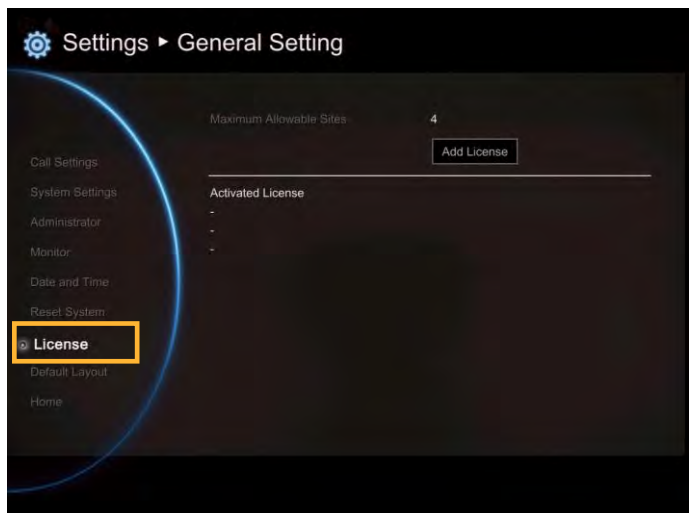 Settings ▸ General Setting
Maximum Allowable Sites 4
Add License
Call Settings
System Settings
Activated License
-
-
-
Administrator
Monitor
Date and Time
Reset System
License
Default Layout
Home